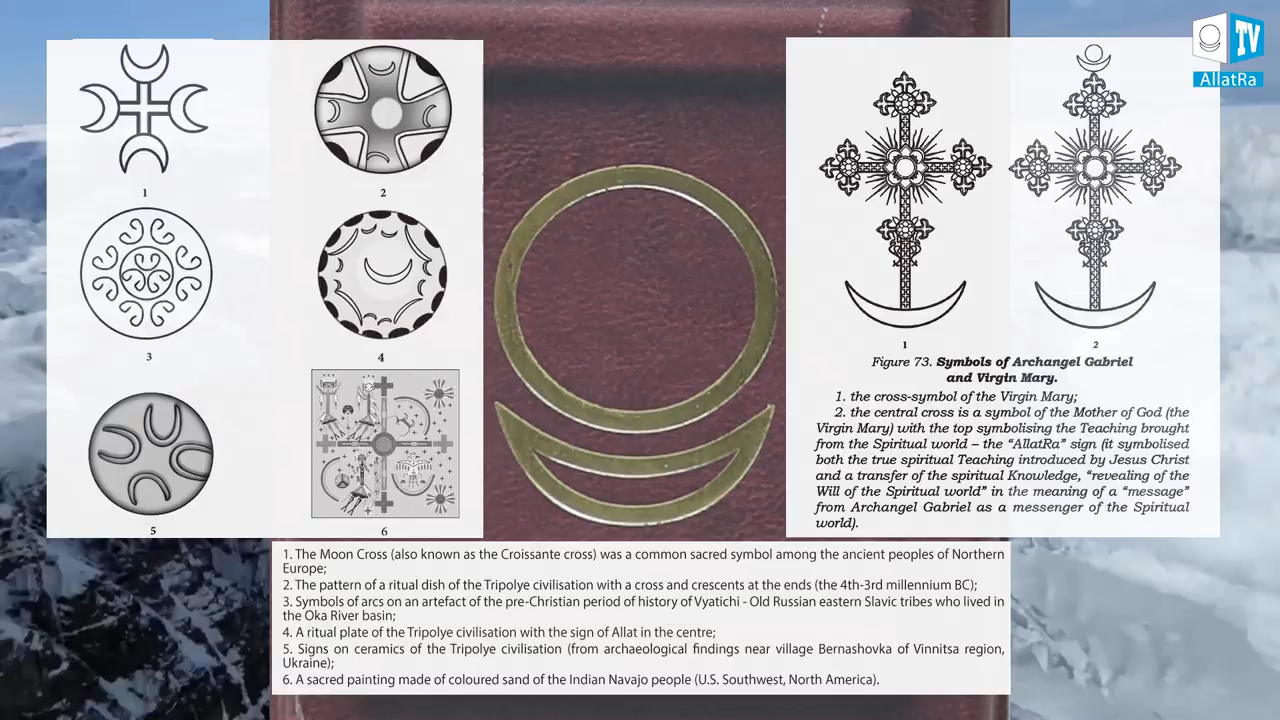 TV
AllatRa
1
2
3
4
5
6
1
2
Figure 73. Symbols of Archangel Gabriel
and Virgin Mary.
1. the cross-symbol of the Virgin Mary;
2. the central cross is a symbol of the Mother of God (the
Virgin Mary) with the top symbolising the Teaching brought
from the Spiritual world – the “AllatRa” sign (it symbolised
both the true spiritual Teaching introduced by Jesus Christ
and a transfer of the spiritual Knowledge, “revealing of the
Will of the Spiritual world” in the meaning of a “message”
from Archangel Gabriel as a messenger of the Spiritual
world).
1. The Moon Cross (also known as the Croissante cross) was a common sacred symbol among the ancient peoples of Northern
Europe;
2. The pattern of a ritual dish of the Tripolye civilisation with a cross and crescents at the ends (the 4th-3rd millennium BC);
3. Symbols of arcs on an artefact of the pre-Christian period of history of Vyatichi - Old Russian eastern Slavic tribes who lived in
the Oka River basin;
4. A ritual plate of the Tripolye civilisation with the sign of Allat in the centre;
5. Signs on ceramics of the Tripolye civilisation (from archaeological findings near village Bernashovka of Vinnitsa region,
Ukraine);
6. A sacred painting made of coloured sand of the Indian Navajo people (U.S. Southwest, North America).